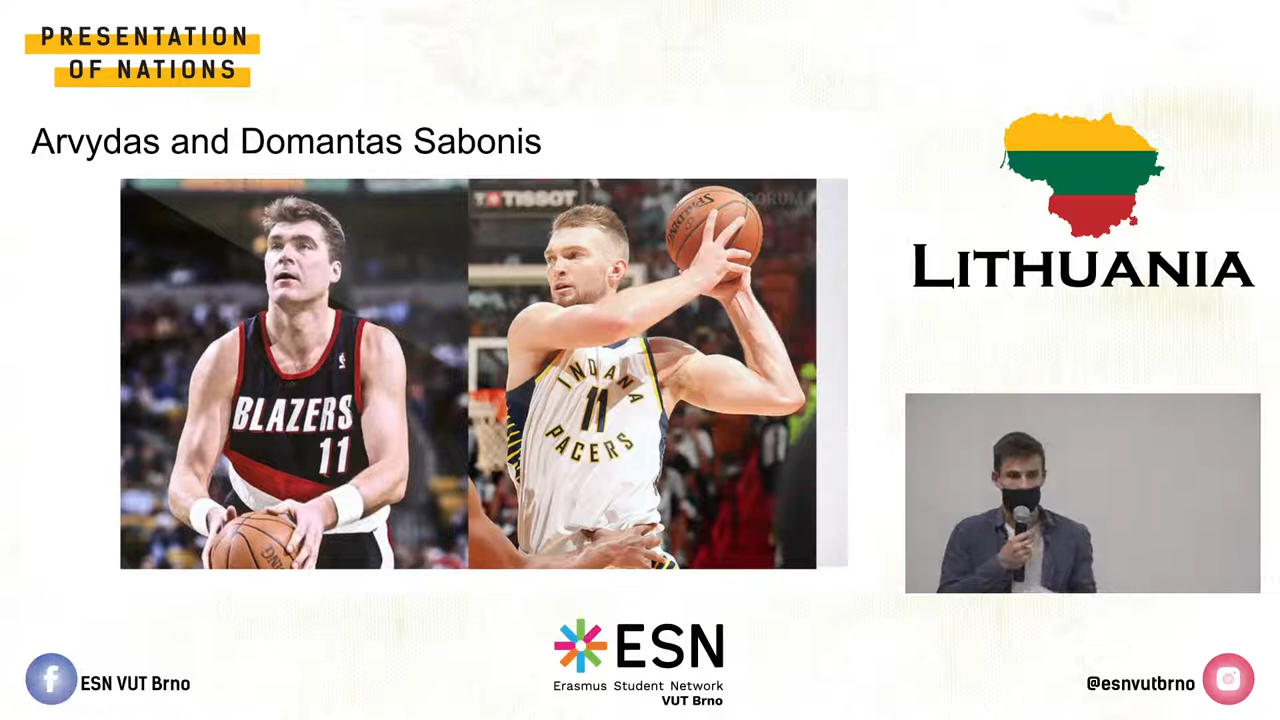 PRESENTATION
OF NATIONS
Arvydas and Domantas Sabonis
LITHUANIA
TISSOT
BLAZERS
11
SPALDING
INDIANA
11
PACERS
ESN
Erasmus Student Network
VUT Brno
f
ESN VUT Brno
@esnvutbrno